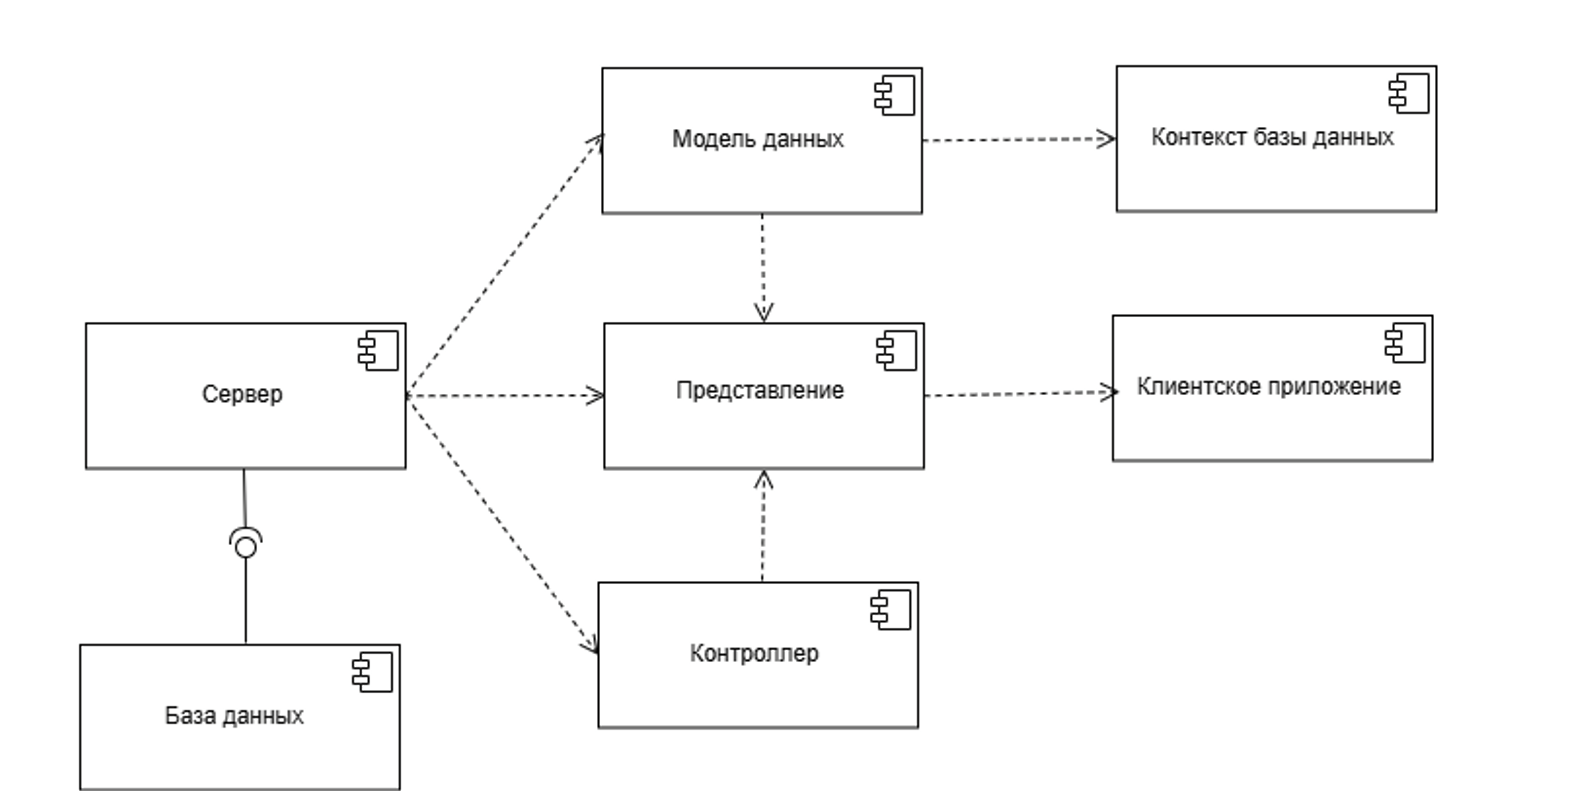 Модель данных
Контекст базы данных
Сервер
Представление
Клиентское приложение
Контроллер
База данных